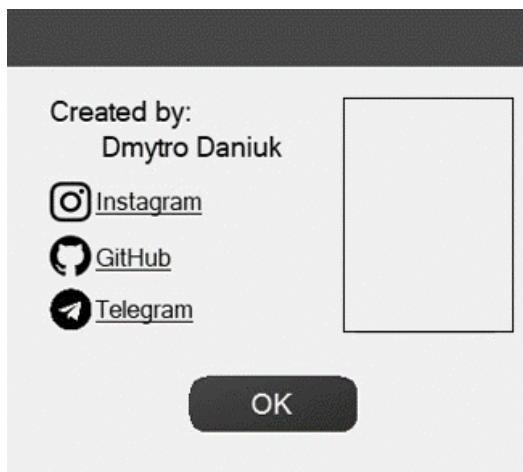 Created by:
Dmytro Daniuk
Instagram
GitHub
Telegram
OK